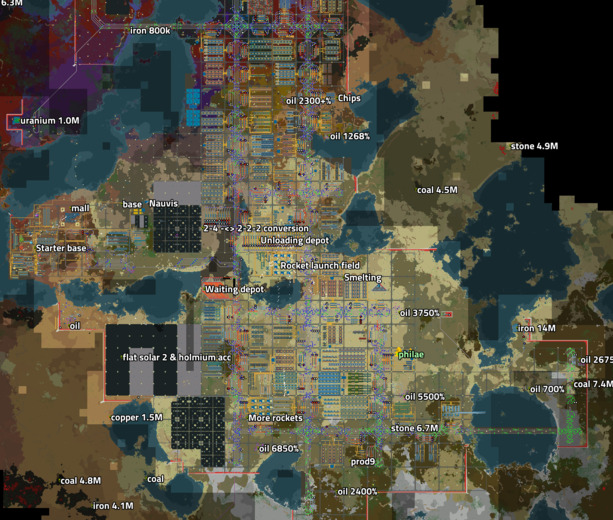 6.3M
iron 800k
oil 2300+%
Chips
uranium 1.0M
oil 1268%
stone 4.9M
coal 4.5M
mall
base
Nauvis
2-4 -<> 2-2-2 conversion
Unloading depot
Starter base
Rocket launch field
Smelting
Waiting depot
oil 3750%
oil
iron 14M
philae
flat solar 2 & holmium acc
oil 2675
coal 7.4M
oil 700%
oil 5500%
copper 1.5M
More rockets
stone 6.7M
oil 6850%
prod9
coal 4.8M
coal
oil 2400%
iron 4.1M